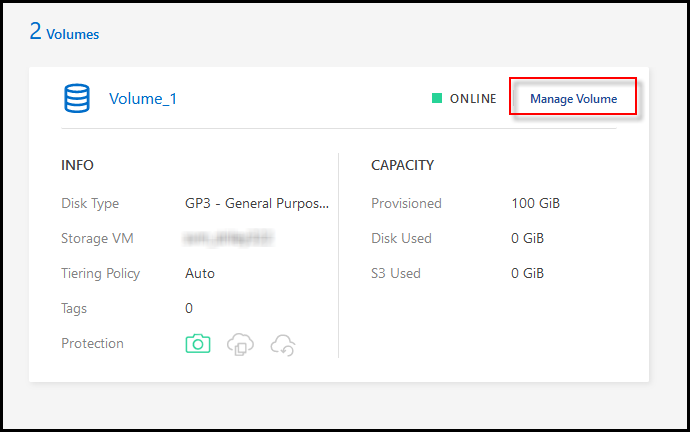 2 Volumes
Volume_1
ONLINE
Manage Volume
INFO
CAPACITY
Disk Type GP3 - General Purpos...
Provisioned 100 GiB
Storage VM
Disk Used 0 GiB
Tiering Policy Auto
S3 Used 0 GiB
Tags 0
Protection